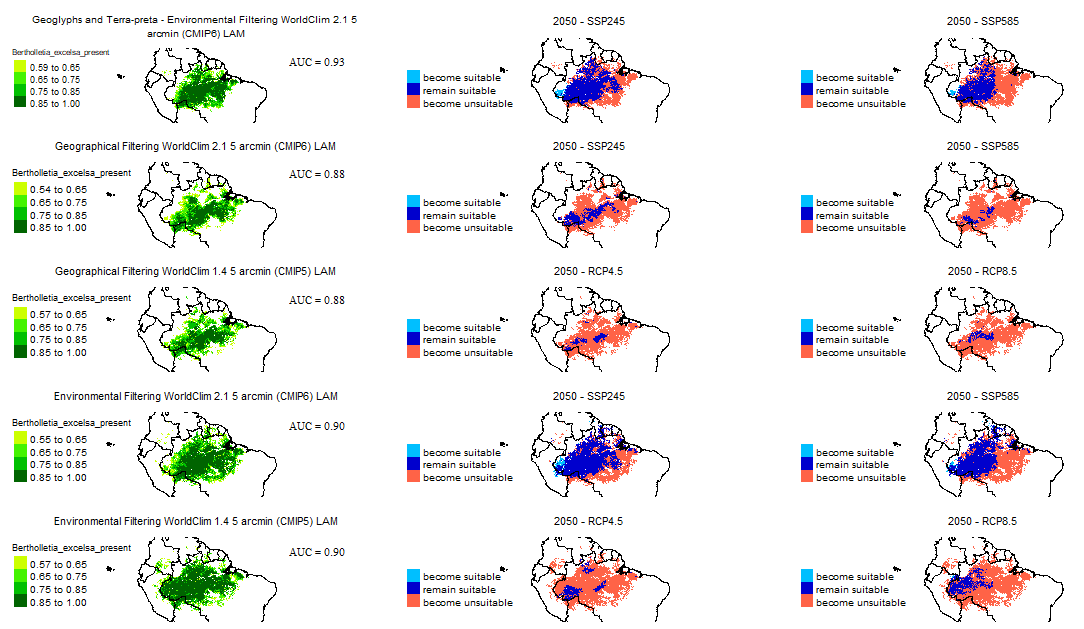 Geoglyphs and Terra-preta - Environmental Filtering WorldClim 2.1 5
arcmin (CMIP6) LAM
2050 - SSP245
2050 - SSP585
Bertholletia_excelsa_present
0.59 to 0.65
0.65 to 0.75
0.75 to 0.85
0.85 to 1.00
AUC = 0.93
become suitable
remain suitable
become unsuitable
become suitable
remain suitable
become unsuitable
Geographical Filtering WorldClim 2.1 5 arcmin (CMIP6) LAM
2050 - SSP245
2050 - SSP585
Bertholletia_excelsa_present
0.54 to 0.65
0.65 to 0.75
0.75 to 0.85
0.85 to 1.00
AUC = 0.88
become suitable
remain suitable
become unsuitable
become suitable
remain suitable
become unsuitable
Geographical Filtering WorldClim 1.4 5 arcmin (CMIP5) LAM
2050 - RCP4.5
2050 - RCP8.5
Bertholletia_excelsa_present
0.57 to 0.65
0.65 to 0.75
0.75 to 0.85
0.85 to 1.00
AUC = 0.88
become suitable
remain suitable
become unsuitable
become suitable
remain suitable
become unsuitable
Environmental Filtering WorldClim 2.1 5 arcmin (CMIP6) LAM
2050 - SSP245
2050 - SSP585
Bertholletia_excelsa_present
0.55 to 0.65
0.65 to 0.75
0.75 to 0.85
0.85 to 1.00
AUC = 0.90
become suitable
remain suitable
become unsuitable
become suitable
remain suitable
become unsuitable
Environmental Filtering WorldClim 1.4 5 arcmin (CMIP5) LAM
2050 - RCP4.5
2050 - RCP8.5
Bertholletia_excelsa_present
0.57 to 0.65
0.65 to 0.75
0.75 to 0.85
0.85 to 1.00
AUC = 0.90
become suitable
remain suitable
become unsuitable
become suitable
remain suitable
become unsuitable